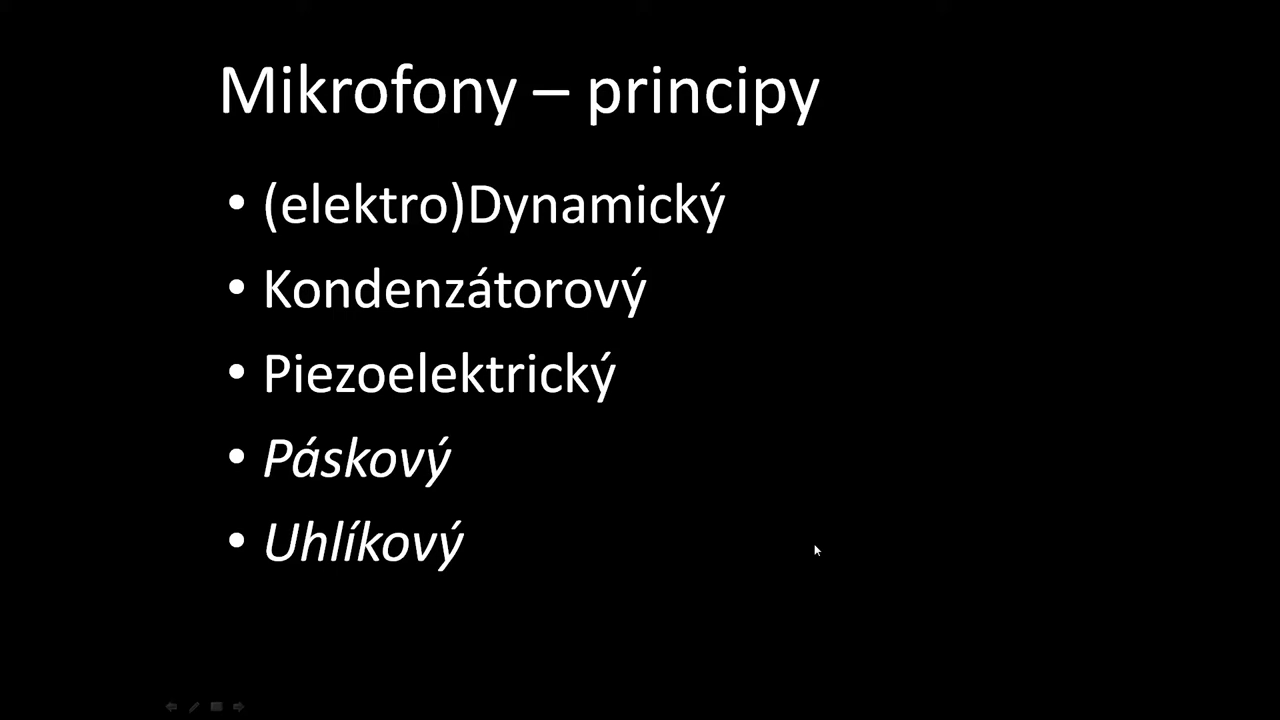 Mikrofony – principy
• (elektro)Dynamický
• Kondenzátorový
• Piezoelektrický
• Páskový
• Uhlíkový